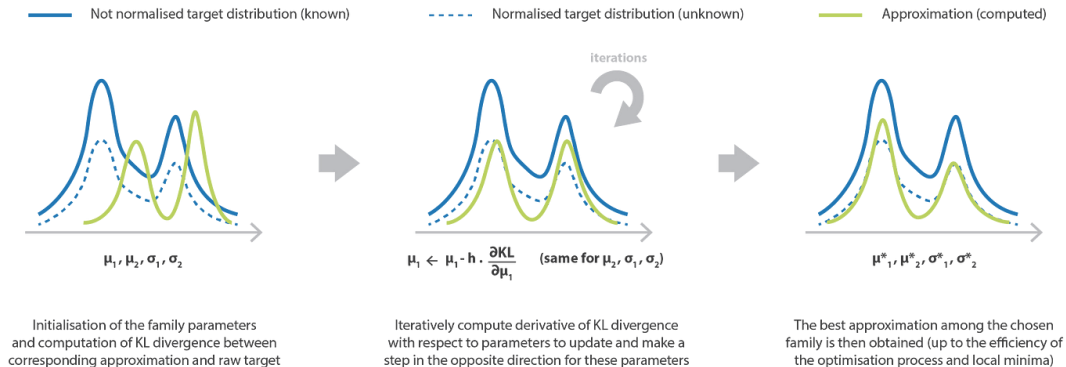 Not normalised target distribution (known)
Normalised target distribution (unknown)
Approximation (computed)
iterations
μ₁, μ₂, σ₁, σ₂
μ₁ ← μ₁ - h . ∂KL/∂μ₁ (same for μ₂, σ₁, σ₂)
μ*₁, μ*₂, σ*₁, σ*₂
Initialisation of the family parameters
and computation of KL divergence between
corresponding approximation and raw target
Iteratively compute derivative of KL divergence
with respect to parameters to update and make a
step in the opposite direction for these parameters
The best approximation among the chosen
family is then obtained (up to the efficiency of
the optimisation process and local minima)